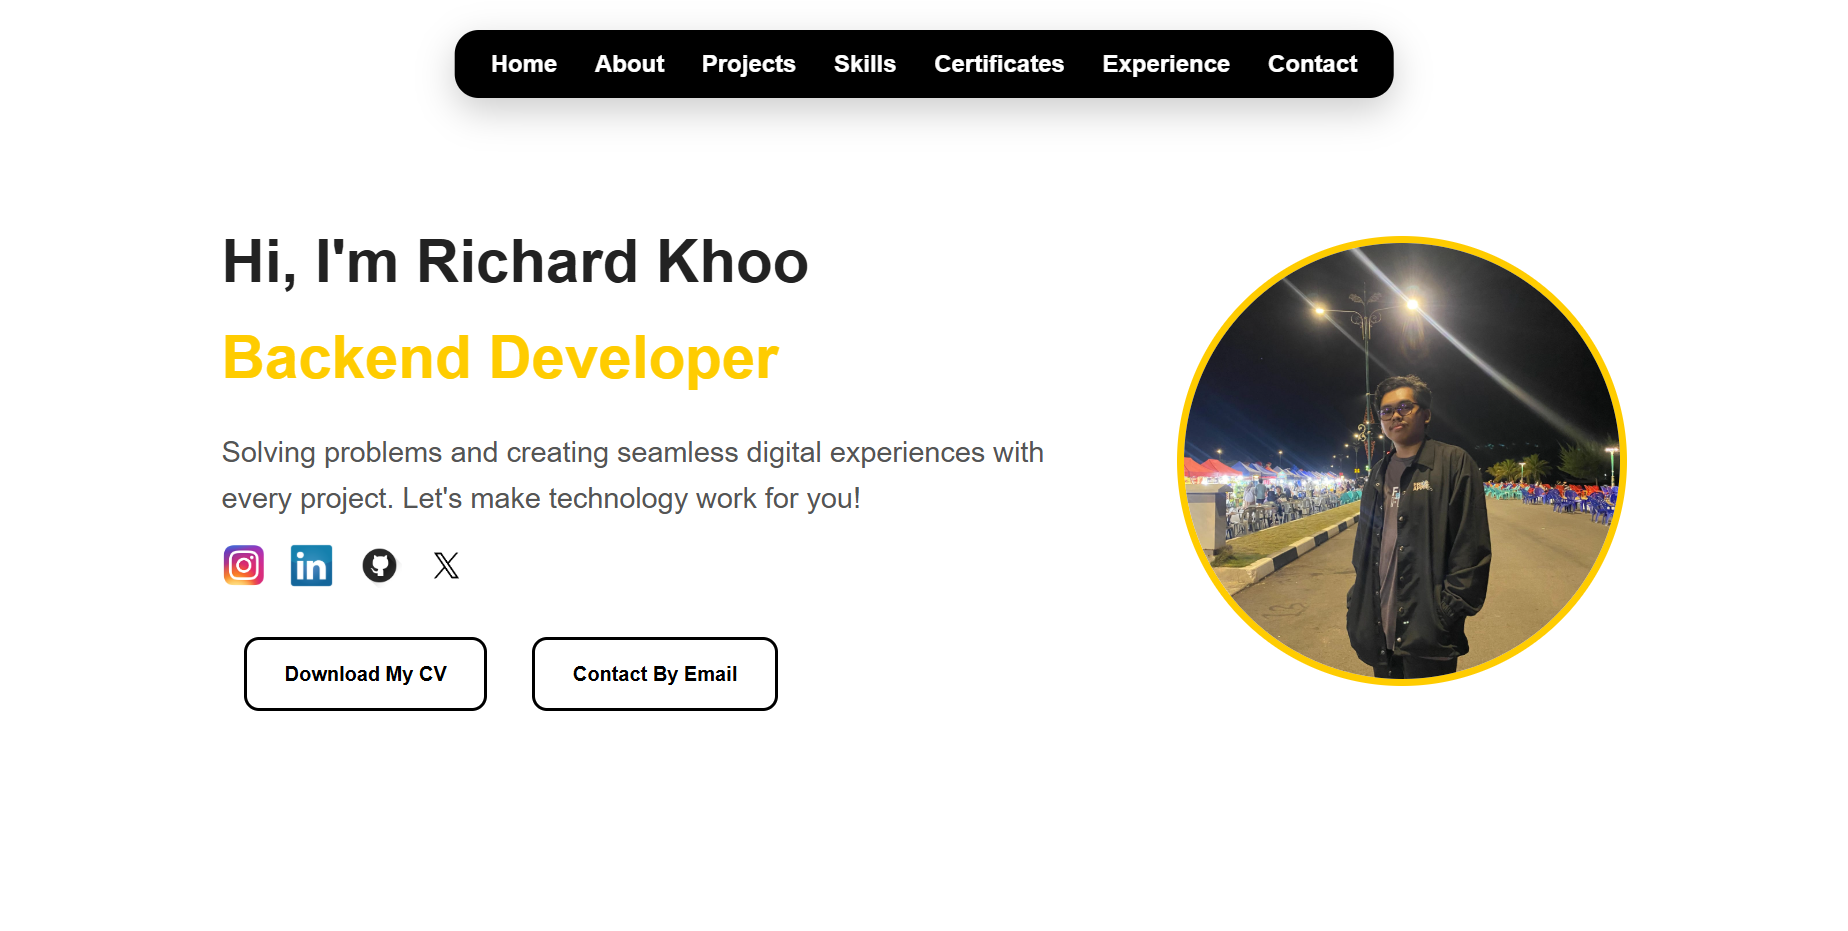 Home About Projects Skills Certificates Experience Contact
Hi, I'm Richard Khoo
Backend Developer
Solving problems and creating seamless digital experiences with
every project. Let's make technology work for you!
in
Download My CV Contact By Email